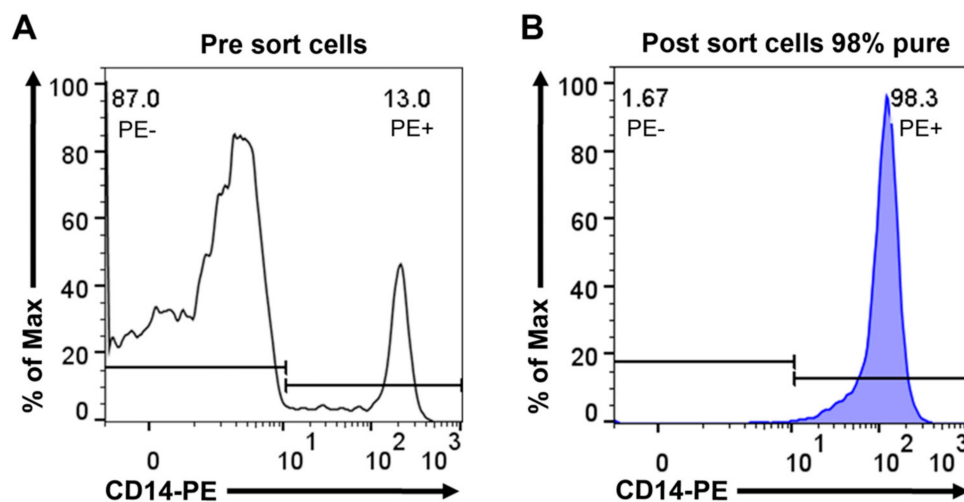 A
Pre sort cells
% of Max
100
80
60
40
20
0
87.0
PE-
13.0
PE+
0
10 1
10 2
10 3
CD14-PE
B
Post sort cells 98% pure
% of Max
100
80
60
40
20
0
1.67
PE-
98.3
PE+
0
10 1
10 2
10 3
CD14-PE